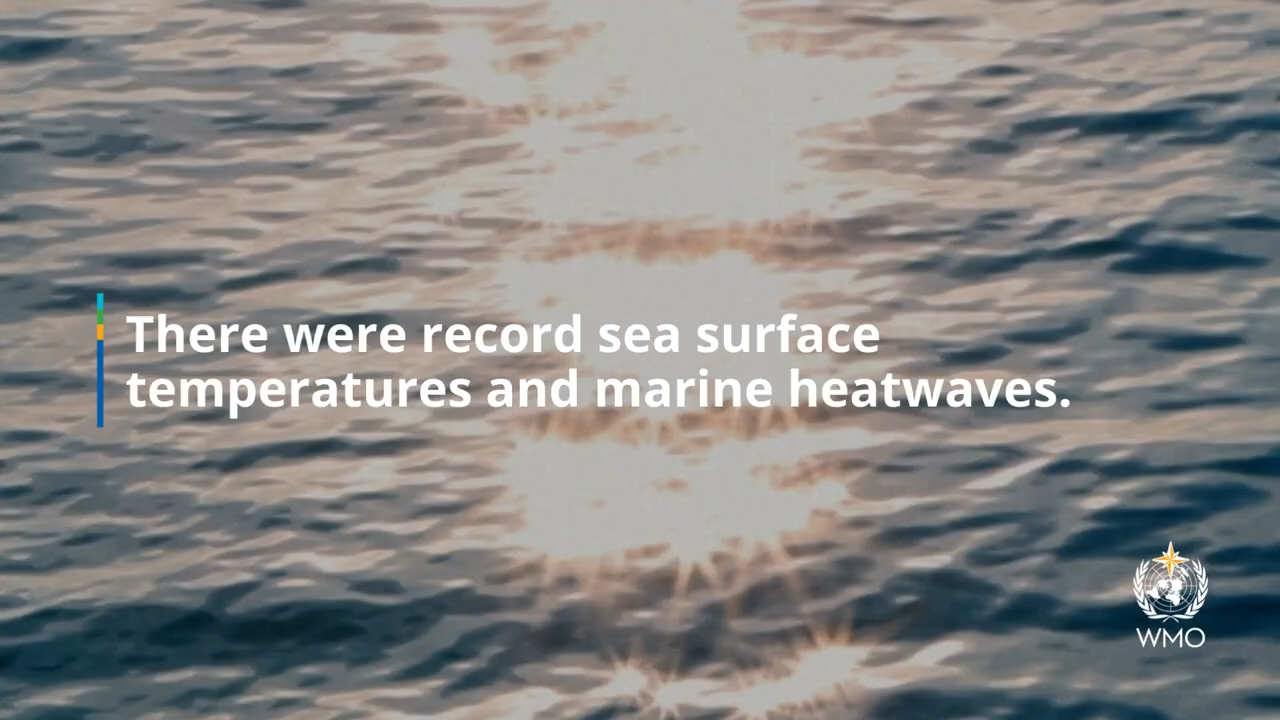 There were record sea surface
temperatures and marine heatwaves.
WMO